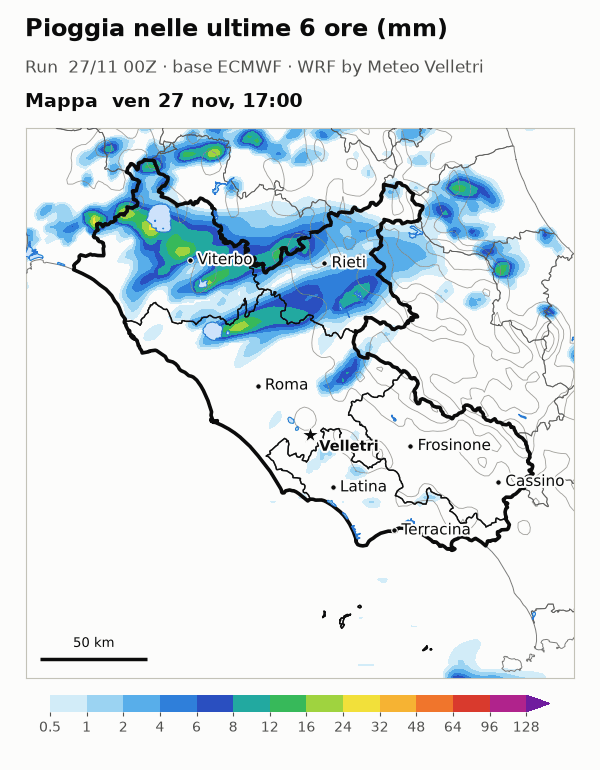 Pioggia nelle ultime 6 ore (mm)
Run  27/11 00Z · base ECMWF · WRF by Meteo Velletri
Mappa  ven 27 nov, 17:00
Viterbo
Rieti
Roma
Velletri
Frosinone
Cassino
Latina
Terracina
50 km
0.5 1 2 4 6 8 12 16 24 32 48 64 96 128